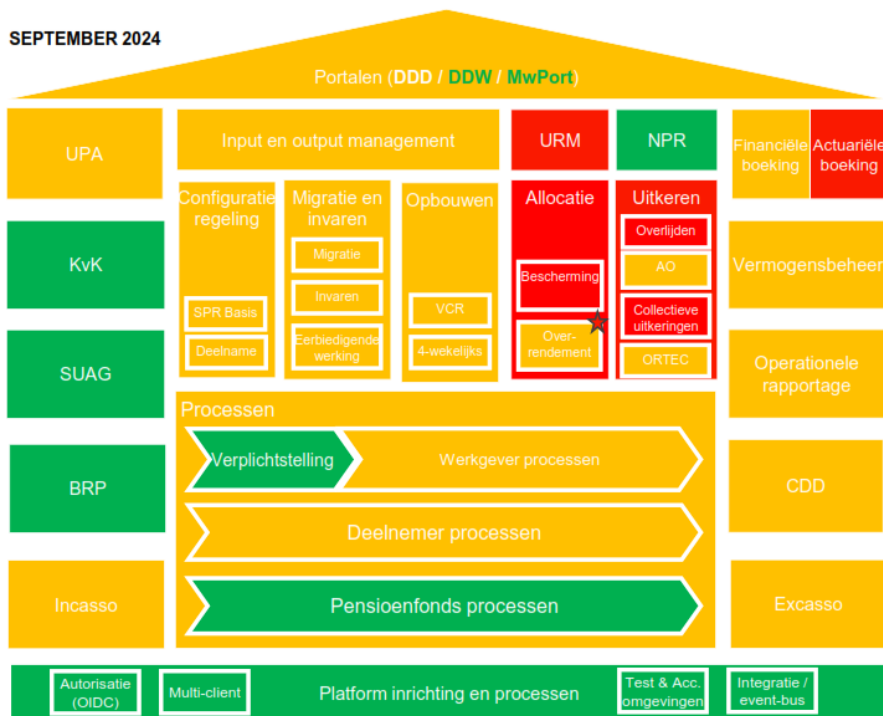 SEPTEMBER 2024
Portalen (DDD / DDW / MwPort)
UPA
Input en output management
URM
NPR
Financiële
boeking
Actuariële
boeking
Configuratie
regeling
SPR Basis
Deelname
Migratie en
invaren
Migratie
Invaren
Eerbiedigende
werking
Opbouwen
VCR
4-wekelijks
Allocatie
Bescherming
Over-
rendement
Uitkeren
Overlijden
AO
Collectieve
uitkeringen
ORTEC
KvK
Vermogensbeheer
SUAG
Operationele
rapportage
Processen
Verplichtstelling
Werkgever processen
BRP
CDD
Deelnemer processen
Incasso
Pensioenfonds processen
Excasso
Autorisatie
(OIDC)
Multi-client
Platform inrichting en processen
Test & Acc.
omgevingen
Integratie /
event-bus